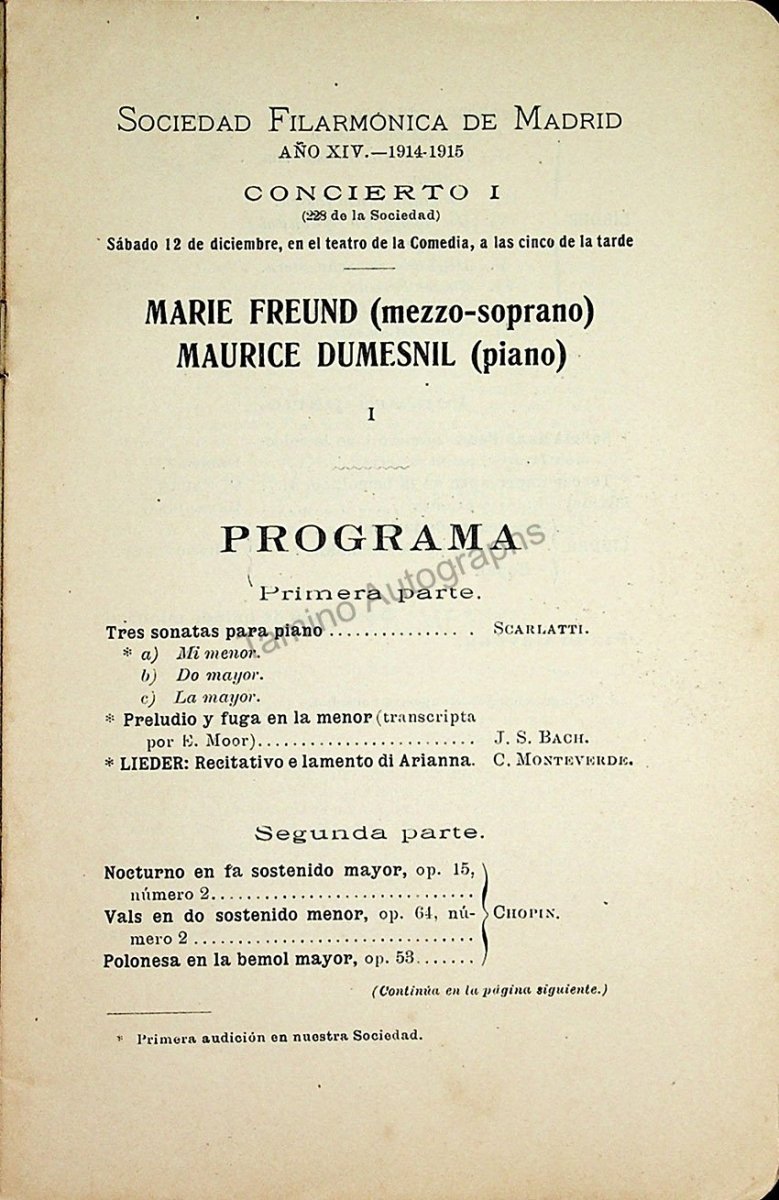 SOCIEDAD FILARMÓNICA DE MADRID
AÑO XIV.—1914-1915
CONCIERTO I
(228 de la Sociedad)
Sábado 12 de diciembre, en el teatro de la Comedia, a las cinco de la tarde
MARIE FREUND (mezzo-soprano)
MAURICE DUMESNIL (piano)
I
PROGRAMA
Tamino Autographs
Primera parte.
Tres sonatas para piano ................ SCARLATTI.
* a) Mi menor.
b) Do mayor.
c) La mayor.
* Preludio y fuga en la menor (transcripta
por E. Moor)........................ J. S. BACH.
* LIEDER: Recitativo e lamento di Arianna. C. MONTEVERDE.
Segunda parte.
Nocturno en fa sostenido mayor, op. 15,
número 2.............................
Vals en do sostenido menor, op. 64, nú- CHOPIN.
mero 2 ...............................
Polonesa en la bemol mayor, op. 53.......
(Continúa en la página siguiente.)
* Primera audición en nuestra Sociedad.